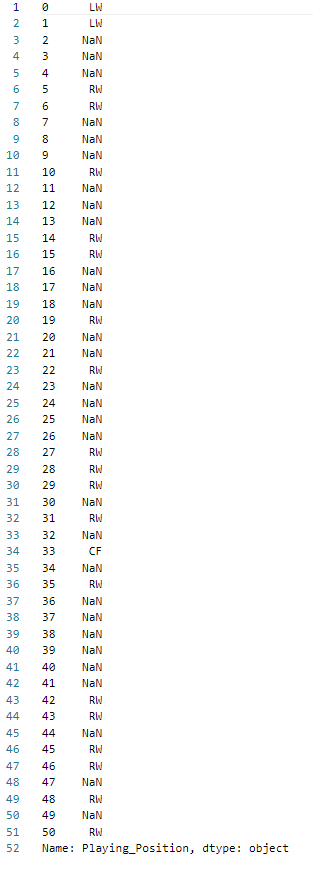 1 0 LW
2 1 LW
3 2 NaN
4 3 NaN
5 4 NaN
6 5 RW
7 6 RW
8 7 NaN
9 8 NaN
10 9 NaN
11 10 RW
12 11 NaN
13 12 NaN
14 13 NaN
15 14 RW
16 15 RW
17 16 NaN
18 17 NaN
19 18 NaN
20 19 RW
21 20 NaN
22 21 NaN
23 22 RW
24 23 NaN
25 24 NaN
26 25 NaN
27 26 NaN
28 27 RW
29 28 RW
30 29 RW
31 30 NaN
32 31 RW
33 32 NaN
34 33 CF
35 34 NaN
36 35 RW
37 36 NaN
38 37 NaN
39 38 NaN
40 39 NaN
41 40 NaN
42 41 NaN
43 42 RW
44 43 RW
45 44 NaN
46 45 RW
47 46 RW
48 47 NaN
49 48 RW
50 49 NaN
51 50 RW
52 Name: Playing_Position, dtype: object